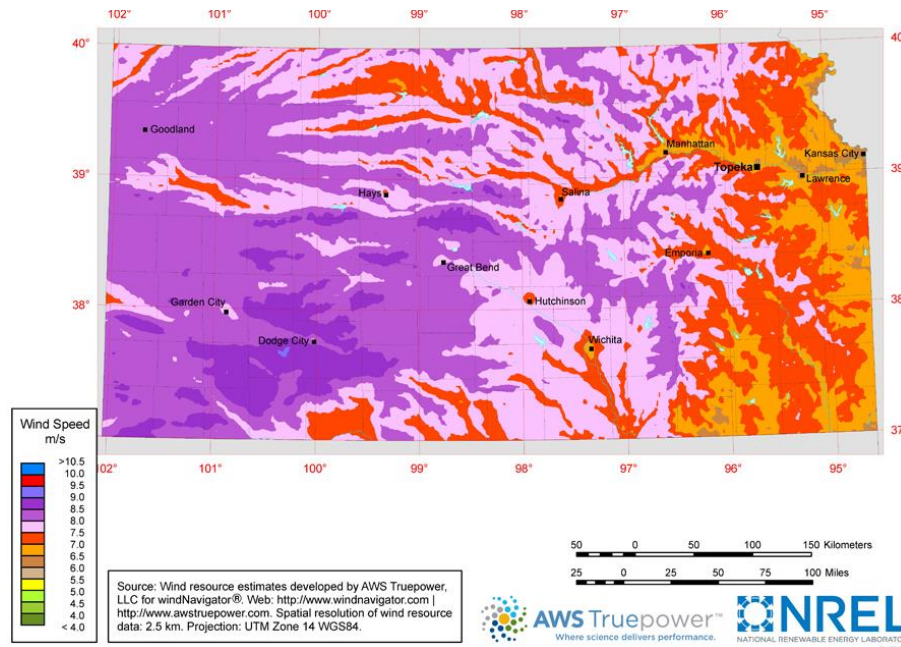 102° 101° 100° 99° 98° 97° 96° 95°
40° 40°
Goodland
Manhattan
Kansas City
39° Topeka 39
Lawrence
Hays Salina
Emporia
Great Bend
38° Garden City Hutchinson 38
Dodge City Wichita
37
102° 101° 100° 99° 98° 97° 96° 95°
Wind Speed
m/s
>10.5
10.0
9.5
9.0
8.5
8.0
7.5
7.0
6.5
6.0
5.5
5.0
4.5
4.0
< 4.0
50 0 50 100 150 Kilometers
25 0 25 50 75 100 Miles
Source: Wind resource estimates developed by AWS Truepower,
LLC for windNavigator®. Web: http://www.windnavigator.com |
http://www.awstruepower.com. Spatial resolution of wind resource
data: 2.5 km. Projection: UTM Zone 14 WGS84.
AWS Truepower™
Where science delivers performance.
NREL
NATIONAL RENEWABLE ENERGY LABORATO